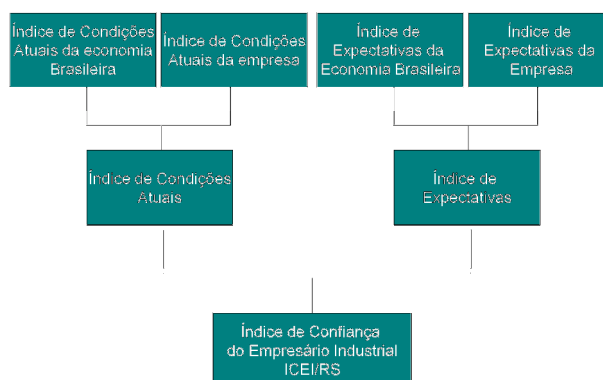 Índice de Condições
Atuais da economia
Brasileira
Índice de Condições
Atuais da empresa
Índice de
Expectativas da
Economia Brasileira
Índice de
Expectativas da
Empresa
Índice de Condições
Atuais
Índice de
Expectativas
Índice de Confiança
do Empresário Industrial
ICEI/RS